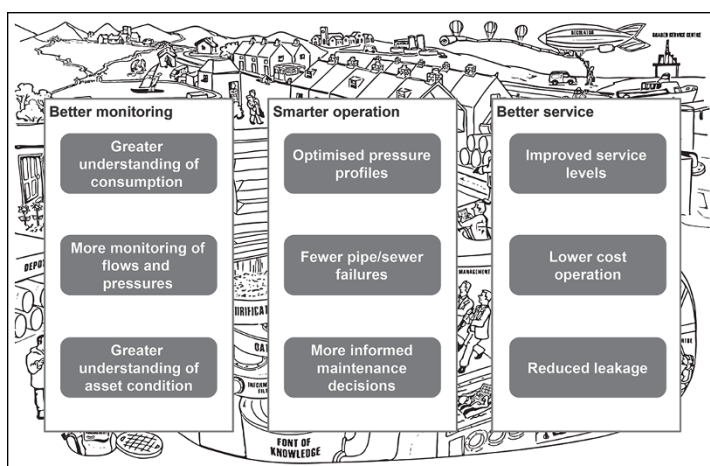 REGULATOR
SHARED SERVICE CENTRE
Better monitoring
Greater
understanding of
consumption
More monitoring of
flows and
pressures
Greater
understanding of
asset condition
Smarter operation
Optimised pressure
profiles
Fewer pipe/sewer
failures
More informed
maintenance
decisions
Better service
Improved service
levels
Lower cost
operation
Reduced leakage
MANAGEMENT
FONT OF
KNOWLEDGE